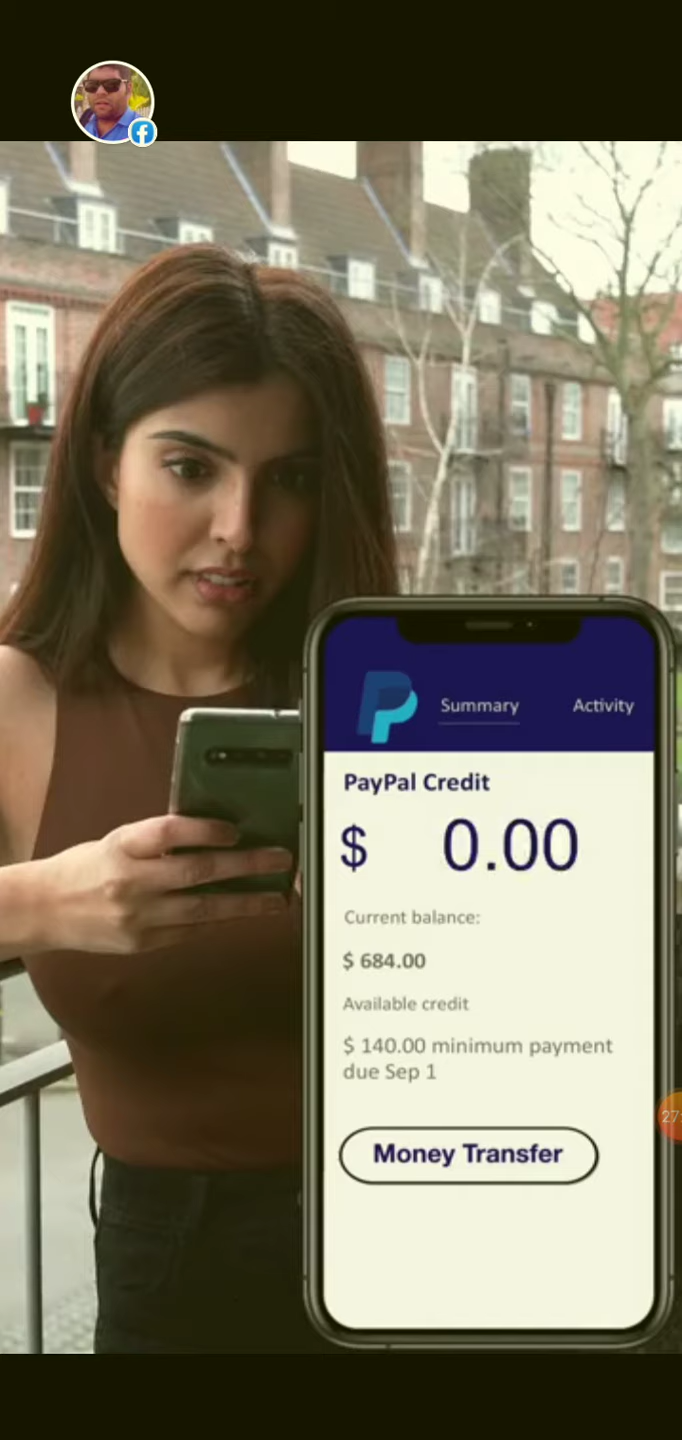 Summary Activity
PayPal Credit
$ 0.00
Current balance:
$ 684.00
Available credit
$ 140.00 minimum payment
due Sep 1
27
Money Transfer